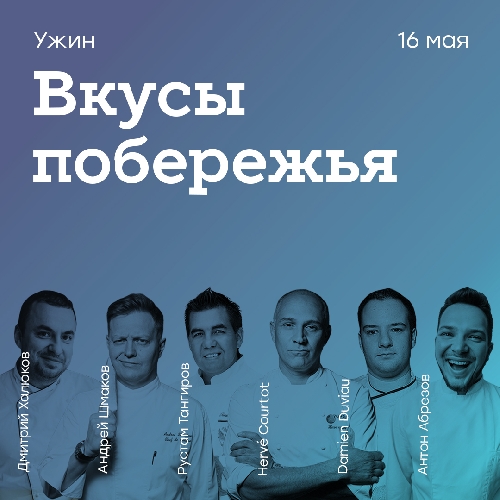 Ужин
16 мая
Вкусы
побережья
Дмитрий Халюков
Андрей Шмаков
Рустам Тангиров
Hervé Courtot
Damien Duviau
Антон Абрезов